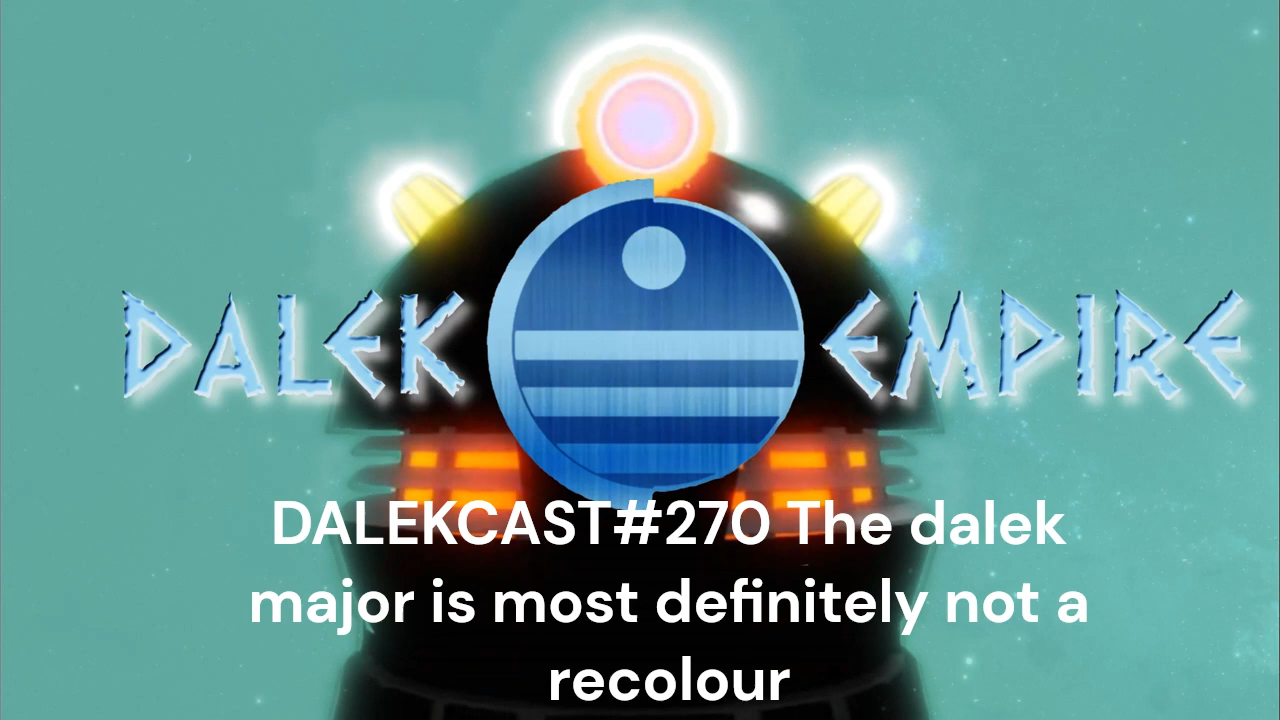 DALEK EMPIRE
DALEKCAST#270 The dalek
major is most definitely not a
recolour